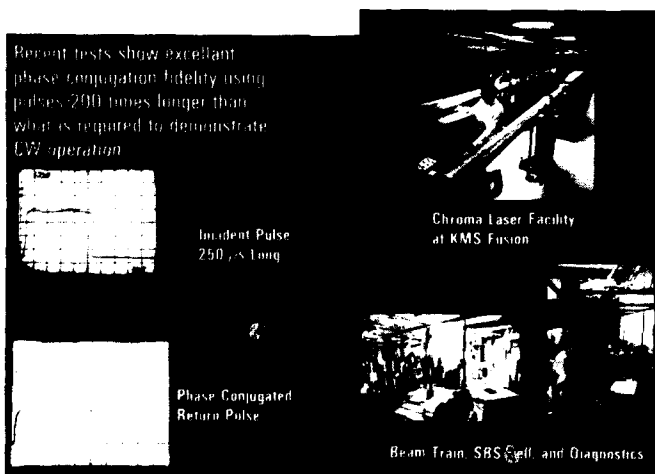 Recent tests show excellant
phase conjugation fidelity using
pulses 200 times longer than
what is required to demonstrate
CW operation
Incident Pulse
250 μs Long
Phase Conjugated
Return Pulse
Chroma Laser Facility
at KMS Fusion
Beam Train, SBS Cell, and Diagnostics